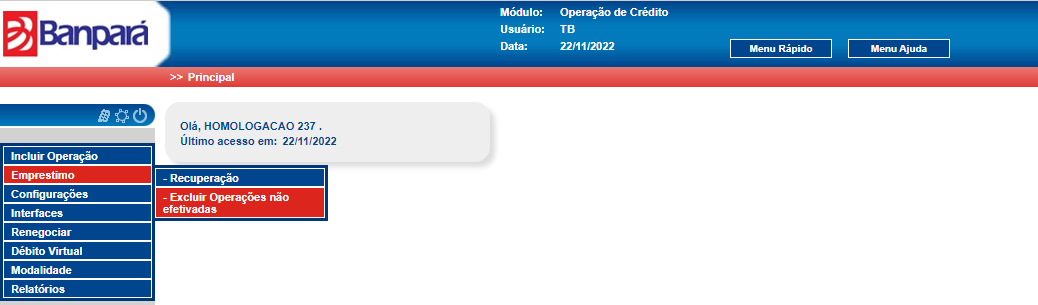 Banpará
Módulo: Operação de Crédito
Usuário: TB
Data: 22/11/2022
Menu Rápido
Menu Ajuda
>> Principal
Olá, HOMOLOGACAO 237 .
Último acesso em: 22/11/2022
Incluir Operação
Emprestimo
- Recuperação
- Excluir Operações não
efetivadas
Configurações
Interfaces
Renegociar
Débito Virtual
Modalidade
Relatórios